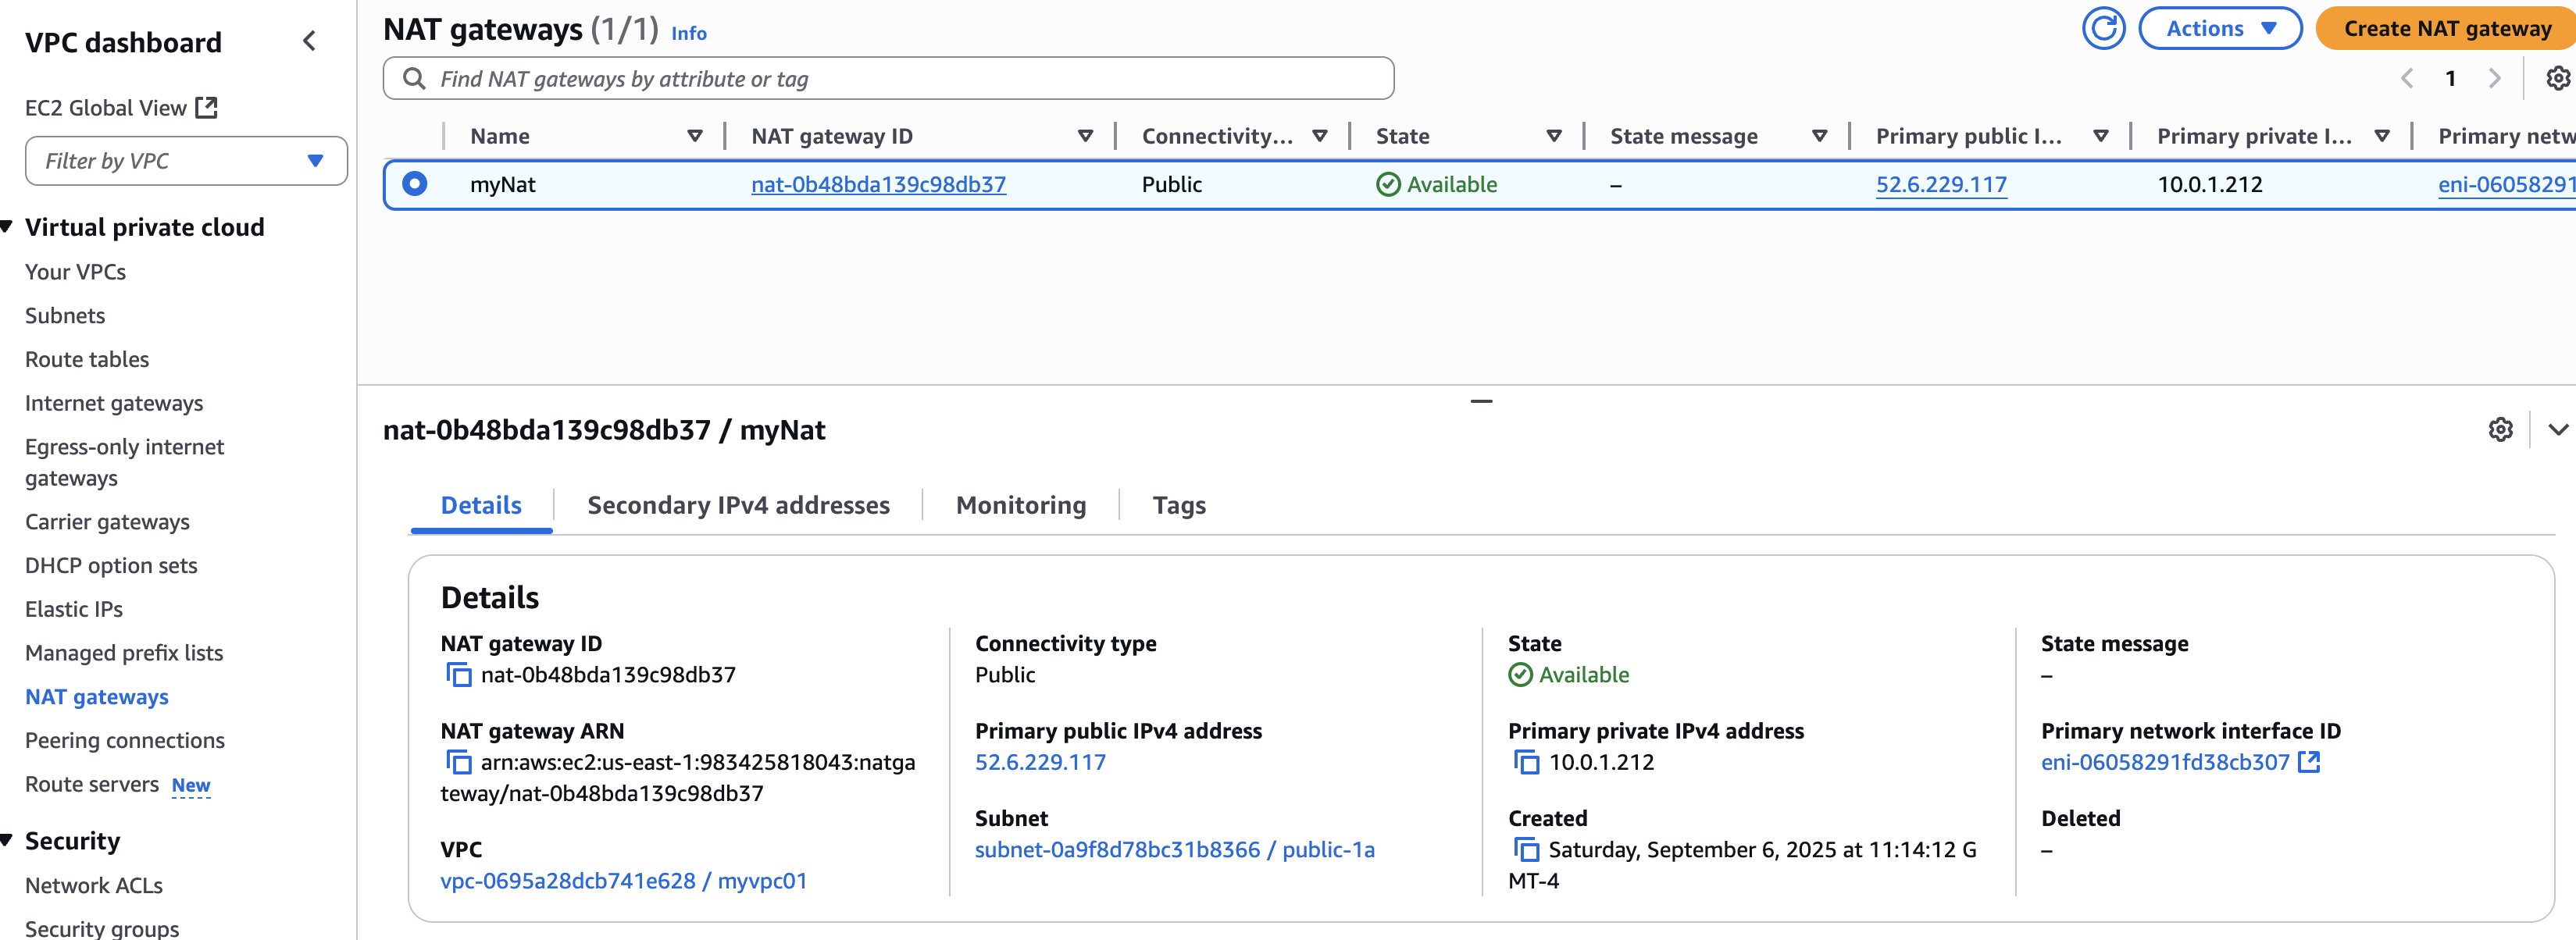 VPC dashboard
EC2 Global View
Filter by VPC
Virtual private cloud
Your VPCs
Subnets
Route tables
Internet gateways
Egress-only internet
gateways
Carrier gateways
DHCP option sets
Elastic IPs
Managed prefix lists
NAT gateways
Peering connections
Route servers New
Security
Network ACLs
Security groups
NAT gateways (1/1) Info
Actions
Create NAT gateway
Find NAT gateways by attribute or tag
1
Name NAT gateway ID Connectivity... State State message Primary public I... Primary private I... Primary netw
myNat nat-0b48bda139c98db37 Public Available – 52.6.229.117 10.0.1.212 eni-06058291
nat-0b48bda139c98db37 / myNat
Details Secondary IPv4 addresses Monitoring Tags
Details
NAT gateway ID
nat-0b48bda139c98db37
NAT gateway ARN
arn:aws:ec2:us-east-1:983425818043:natga
teway/nat-0b48bda139c98db37
VPC
vpc-0695a28dcb741e628 / myvpc01
Connectivity type
Public
Primary public IPv4 address
52.6.229.117
Subnet
subnet-0a9f8d78bc31b8366 / public-1a
State
Available
Primary private IPv4 address
10.0.1.212
Created
Saturday, September 6, 2025 at 11:14:12 G
MT-4
State message
–
Primary network interface ID
eni-06058291fd38cb307
Deleted
–